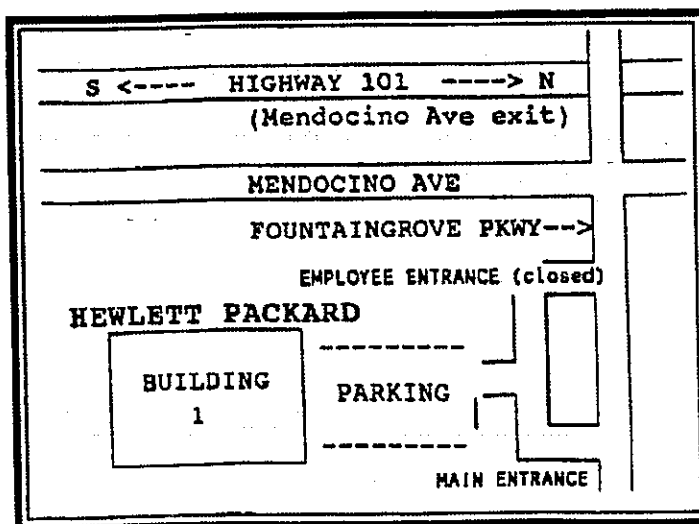 S <---- HIGHWAY 101 ----> N
(Mendocino Ave exit)
MENDOCINO AVE
FOUNTAINGROVE PKWY-->
EMPLOYEE ENTRANCE (closed)
HEWLETT PACKARD
BUILDING
1
PARKING
MAIN ENTRANCE